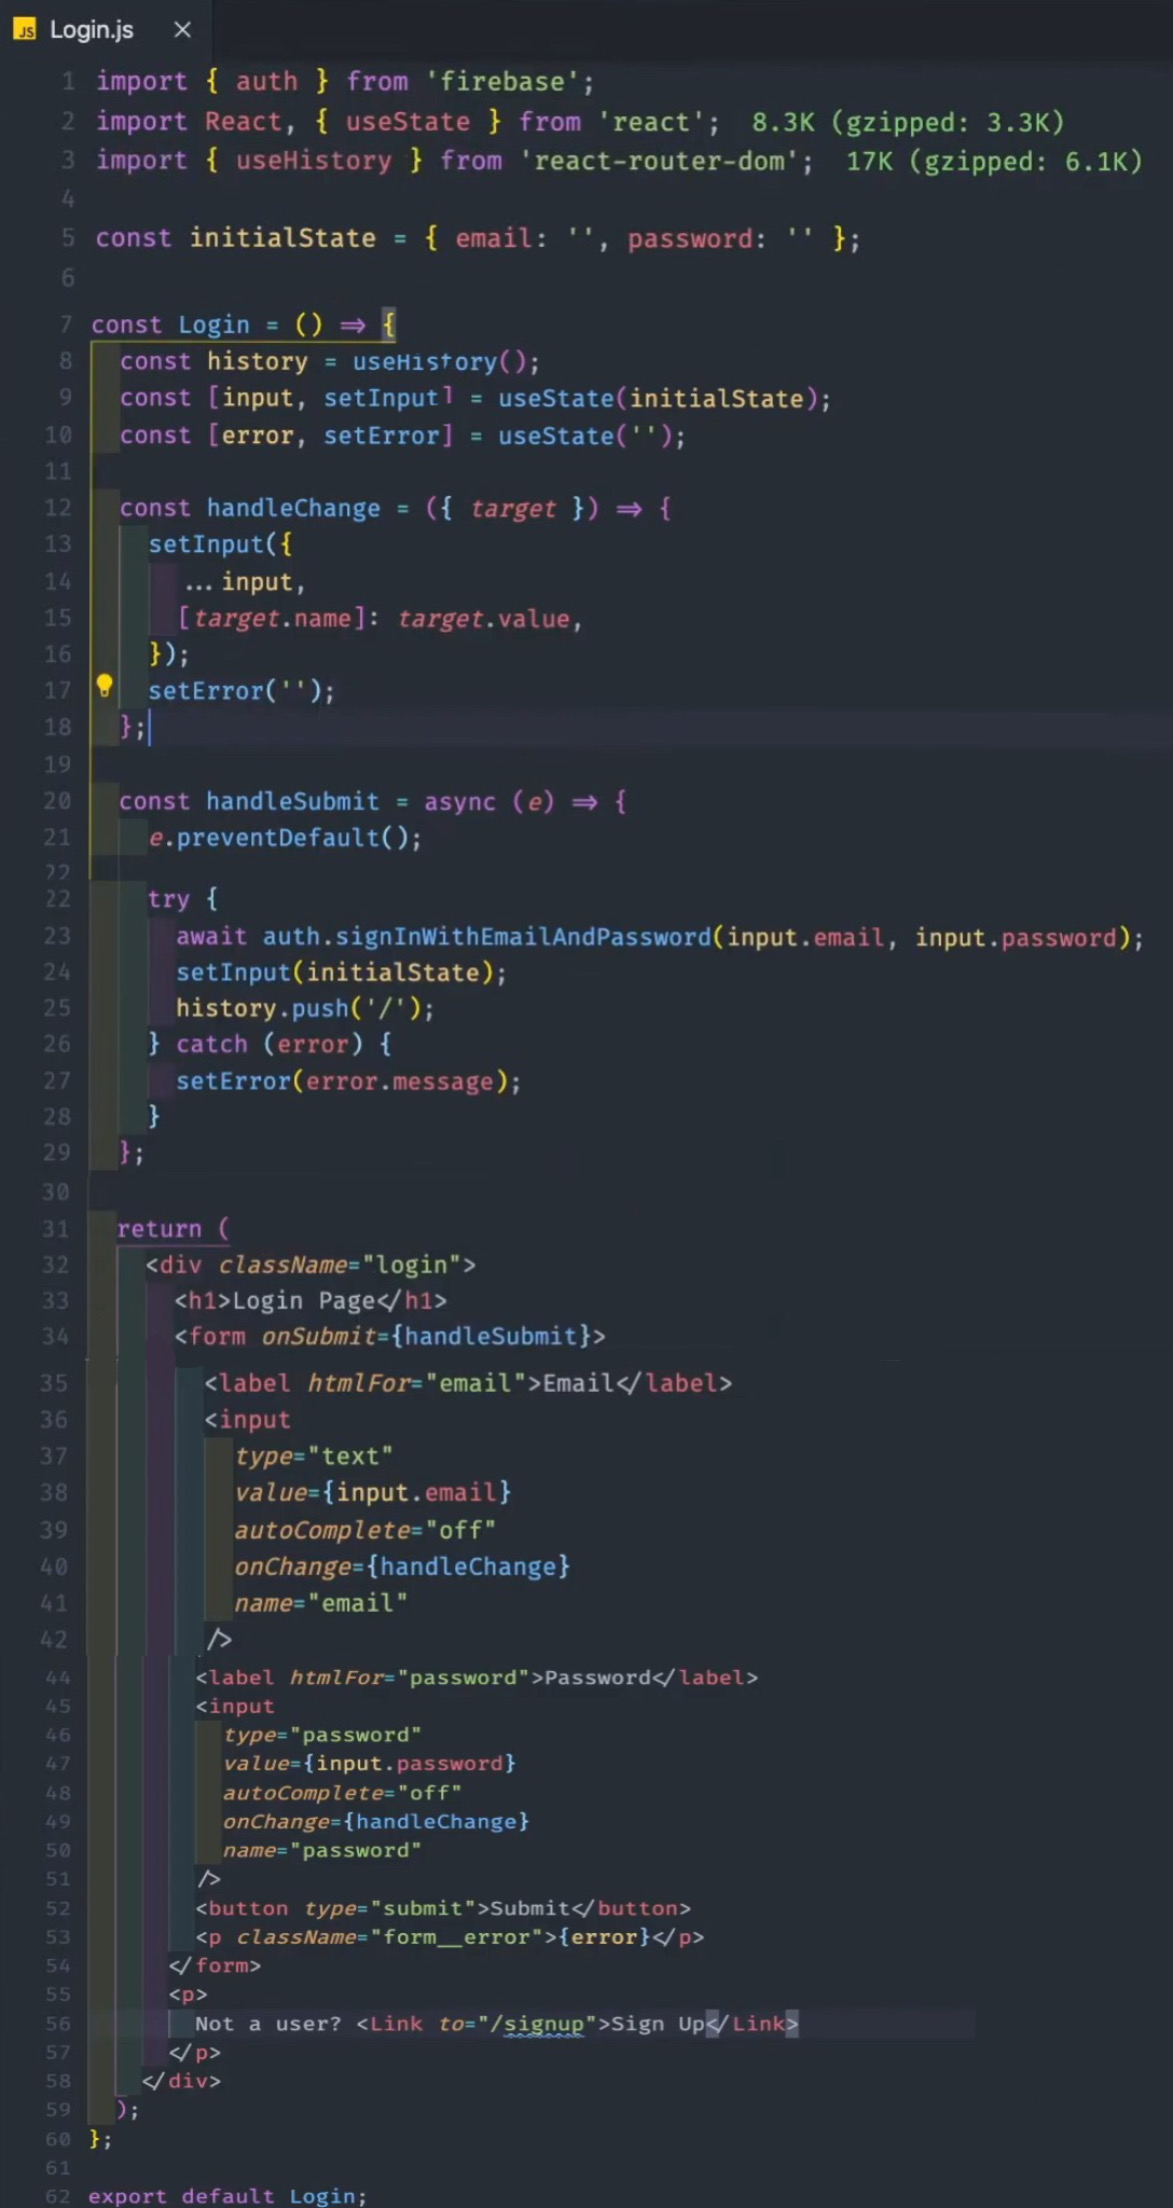 JS Login.js ×
1 import { auth } from 'firebase';
2 import React, { useState } from 'react'; 8.3K (gzipped: 3.3K)
3 import { useHistory } from 'react-router-dom'; 17K (gzipped: 6.1K)
4
5 const initialState = { email: '', password: '' };
6
7 const Login = () => {
8 const history = useHistory();
9 const [input, setInput] = useState(initialState);
10 const [error, setError] = useState('');
11
12 const handleChange = ({ target }) => {
13 setInput({
14 ...input,
15 [target.name]: target.value,
16 });
17 setError('');
18 };
19
20 const handleSubmit = async (e) => {
21 e.preventDefault();
22
22 try {
23 await auth.signInWithEmailAndPassword(input.email, input.password);
24 setInput(initialState);
25 history.push('/');
26 } catch (error) {
27 setError(error.message);
28 }
29 };
30
31 return (
32 <div className="login">
33 <h1>Login Page</h1>
34 <form onSubmit={handleSubmit}>
35 <label htmlFor="email">Email</label>
36 <input
37 type="text"
38 value={input.email}
39 autoComplete="off"
40 onChange={handleChange}
41 name="email"
42 />
44 <label htmlFor="password">Password</label>
45 <input
46 type="password"
47 value={input.password}
48 autoComplete="off"
49 onChange={handleChange}
50 name="password"
51 />
52 <button type="submit">Submit</button>
53 <p className="form__error">{error}</p>
54 </form>
55 <p>
56 Not a user? <Link to="/signup">Sign Up</Link>
57 </p>
58 </div>
59 );
60 };
61
62 export default Login;